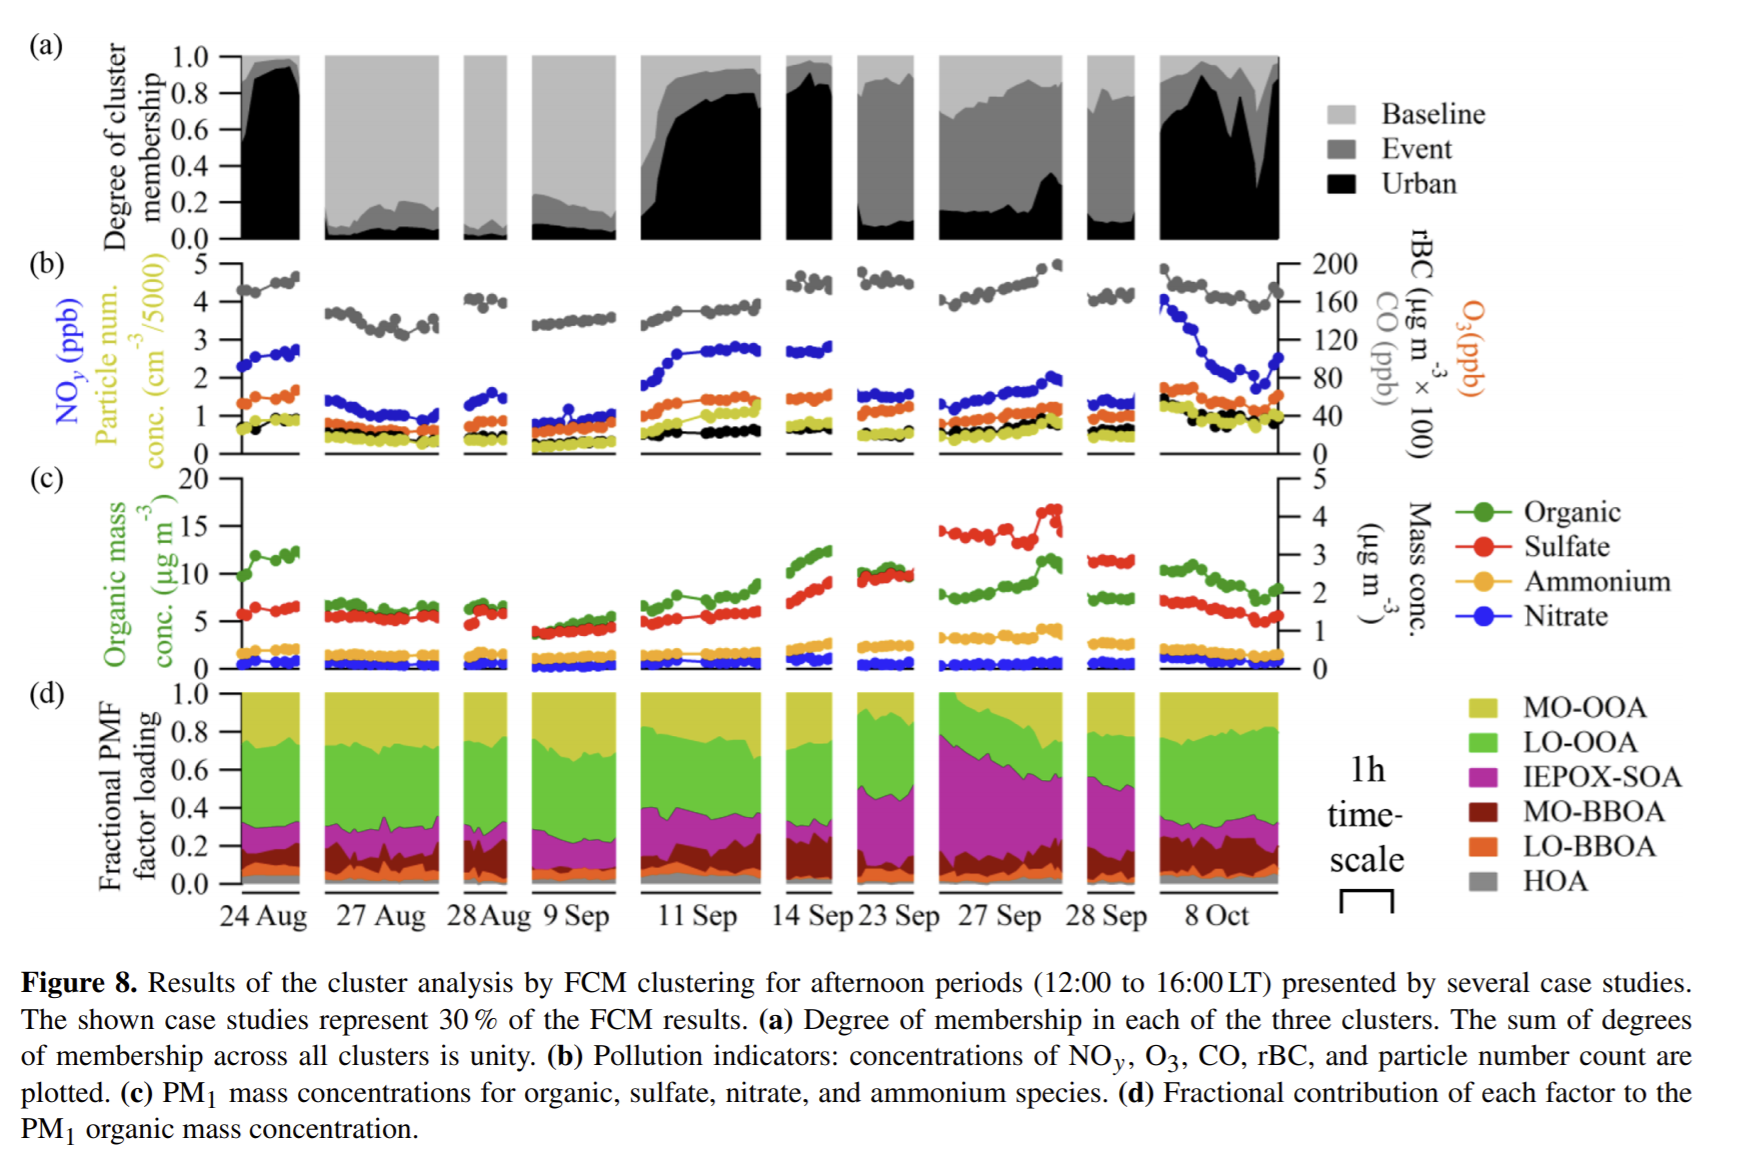 (a)
Degree of cluster
membership
1.0
0.8
0.6
0.4
0.2
0.0
Baseline
Event
Urban
(b)
NOy (ppb)
Particle num.
conc. (cm-3/5000)
5
4
3
2
1
0
200
160
120
80
40
0
rBC (µg m-3 × 100)
CO (ppb)
O3(ppb)
(c)
Organic mass
conc. (µg m-3)
20
15
10
5
0
5
4
3
2
1
0
Mass conc.
(µg m-3)
Organic
Sulfate
Ammonium
Nitrate
(d)
Fractional PMF
factor loading
1.0
0.8
0.6
0.4
0.2
0.0
MO-OOA
LO-OOA
IEPOX-SOA
MO-BBOA
LO-BBOA
HOA
1h
time-
scale
24 Aug 27 Aug 28 Aug 9 Sep 11 Sep 14 Sep 23 Sep 27 Sep 28 Sep 8 Oct
Figure 8. Results of the cluster analysis by FCM clustering for afternoon periods (12:00 to 16:00 LT) presented by several case studies.
The shown case studies represent 30 % of the FCM results. (a) Degree of membership in each of the three clusters. The sum of degrees
of membership across all clusters is unity. (b) Pollution indicators: concentrations of NOy, O3, CO, rBC, and particle number count are
plotted. (c) PM1 mass concentrations for organic, sulfate, nitrate, and ammonium species. (d) Fractional contribution of each factor to the
PM1 organic mass concentration.